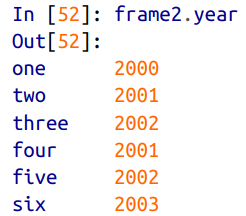 In [52]: frame2.year
Out[52]:
one      2000
two      2001
three    2002
four     2001
five     2002
six      2003